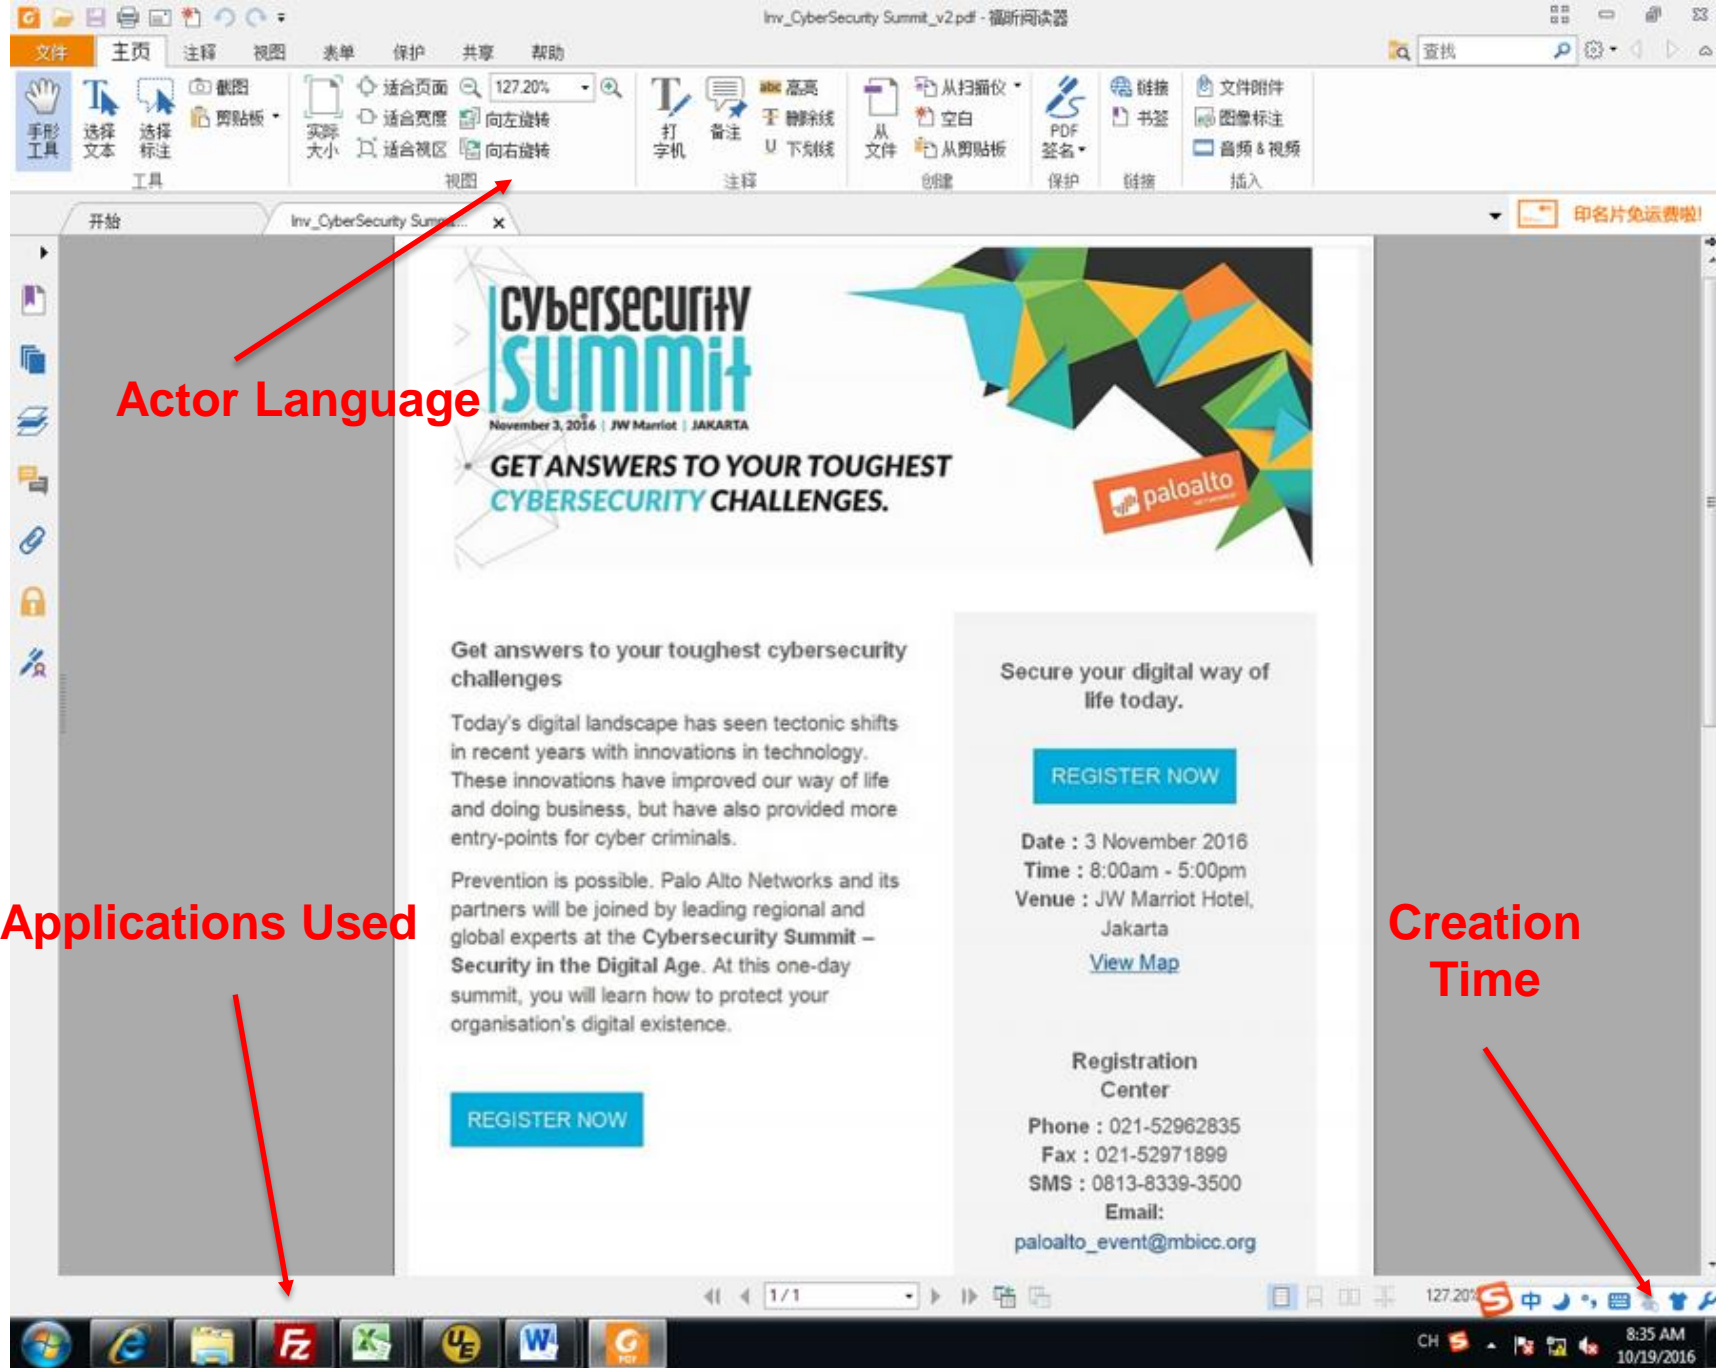 Inv_CyberSecurity Summit_v2.pdf - 福昕阅读器
文件 主页 注释 视图 表单 保护 共享 帮助
查找
手形
工具
选择
文本
选择
标注
截图
剪贴板
工具
实际
大小
适合页面
适合宽度
适合视区
127.20%
向左旋转
向右旋转
视图
打
字机
备注
abc 高亮
删除线
下划线
注释
从
文件
从扫描仪
空白
从剪贴板
创建
PDF
签名
保护
链接
书签
链接
文件附件
图像标注
音频 & 视频
插入
开始
Inv_CyberSecurity Summ...
印名片免运费啦!
Actor Language
cybersecurity
summit
November 3, 2016 | JW Marriot | JAKARTA
GET ANSWERS TO YOUR TOUGHEST
CYBERSECURITY CHALLENGES.
paloalto
Get answers to your toughest cybersecurity
challenges
Today's digital landscape has seen tectonic shifts
in recent years with innovations in technology.
These innovations have improved our way of life
and doing business, but have also provided more
entry-points for cyber criminals.
Prevention is possible. Palo Alto Networks and its
partners will be joined by leading regional and
global experts at the Cybersecurity Summit –
Security in the Digital Age. At this one-day
summit, you will learn how to protect your
organisation's digital existence.
REGISTER NOW
Secure your digital way of
life today.
REGISTER NOW
Date : 3 November 2016
Time : 8:00am - 5:00pm
Venue : JW Marriot Hotel,
Jakarta
View Map
Registration
Center
Phone : 021-52962835
Fax : 021-52971899
SMS : 0813-8339-3500
Email:
paloalto_event@mbicc.org
Applications Used
Creation
Time
1/1
127.20%
中
CH
8:35 AM
10/19/2016